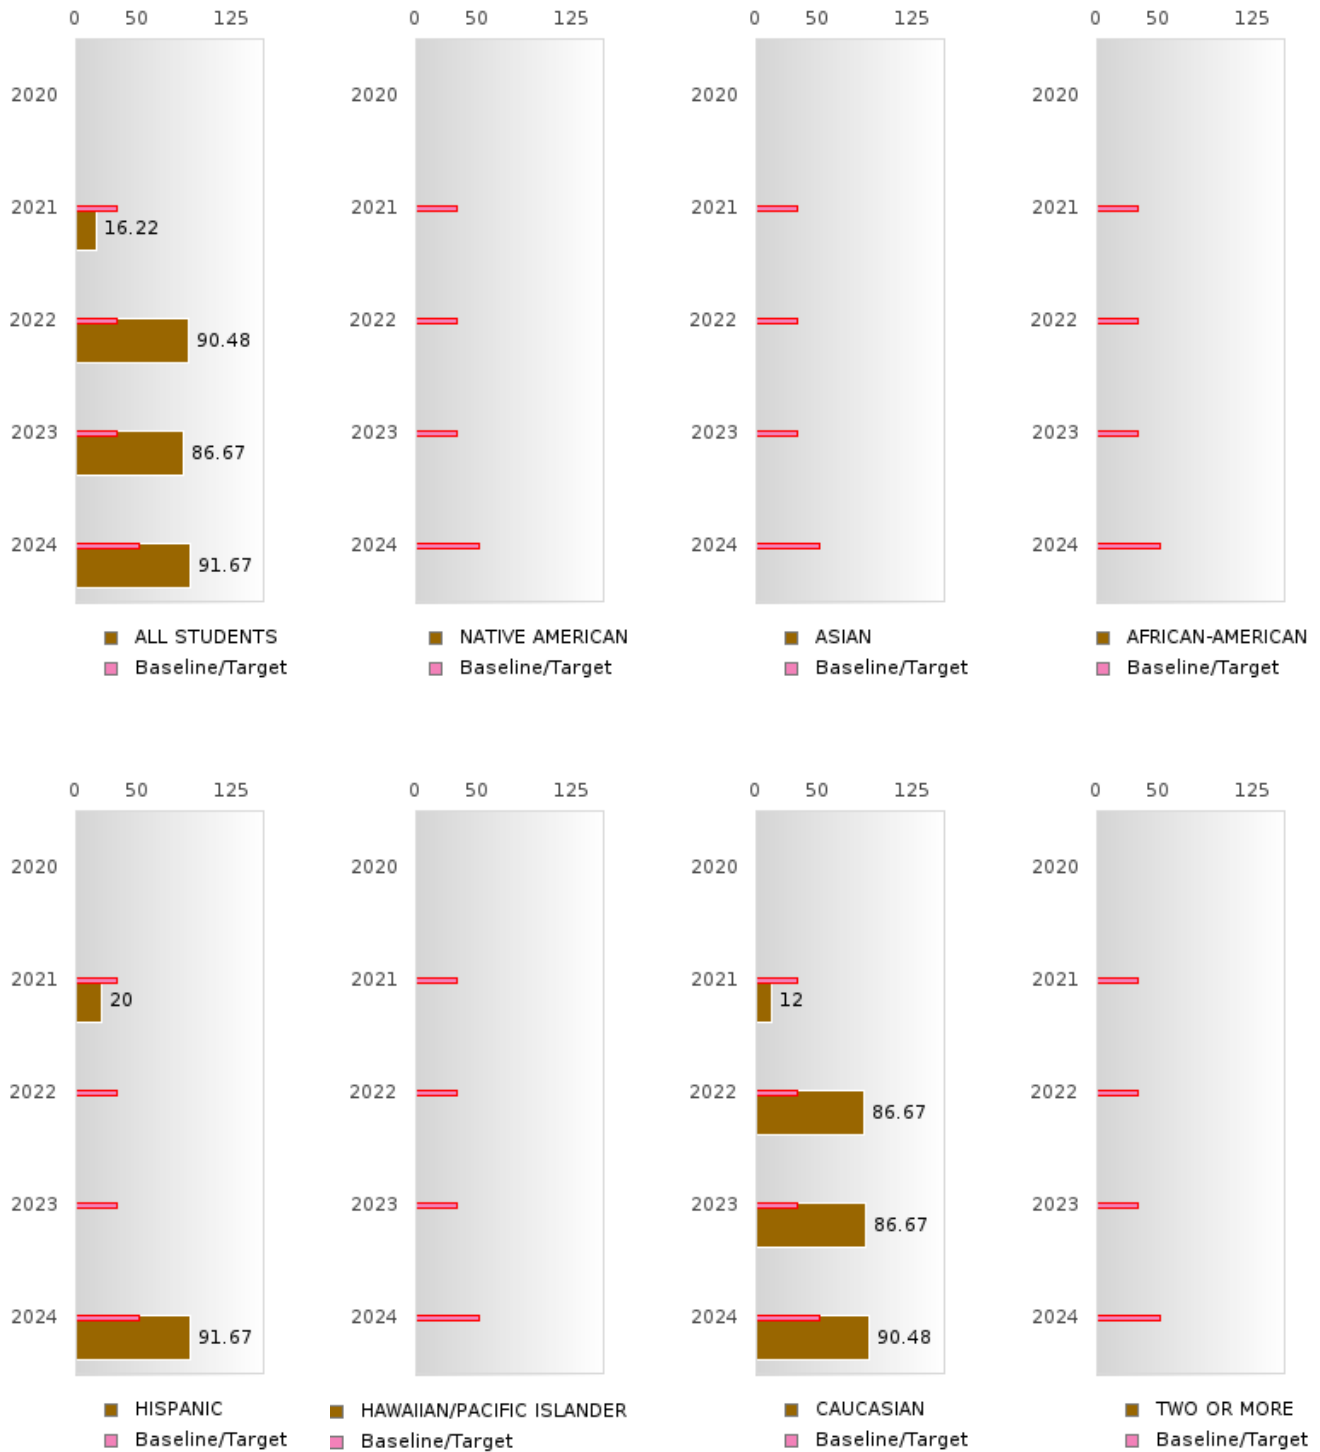 0 50 125 0 50 125 0 50 125 0 50 125
2020 2020 2020 2020
2021 2021 2021 2021
16.22
2022 2022 2022 2022
90.48
2023 2023 2023 2023
86.67
2024 2024 2024 2024
91.67
ALL STUDENTS NATIVE AMERICAN ASIAN AFRICAN-AMERICAN
Baseline/Target Baseline/Target Baseline/Target Baseline/Target
0 50 125 0 50 125 0 50 125 0 50 125
2020 2020 2020 2020
2021 2021 2021 2021
20 12
2022 2022 2022 2022
86.67
2023 2023 2023 2023
86.67
2024 2024 2024 2024
91.67 90.48
HISPANIC HAWAIIAN/PACIFIC ISLANDER CAUCASIAN TWO OR MORE
Baseline/Target Baseline/Target Baseline/Target Baseline/Target